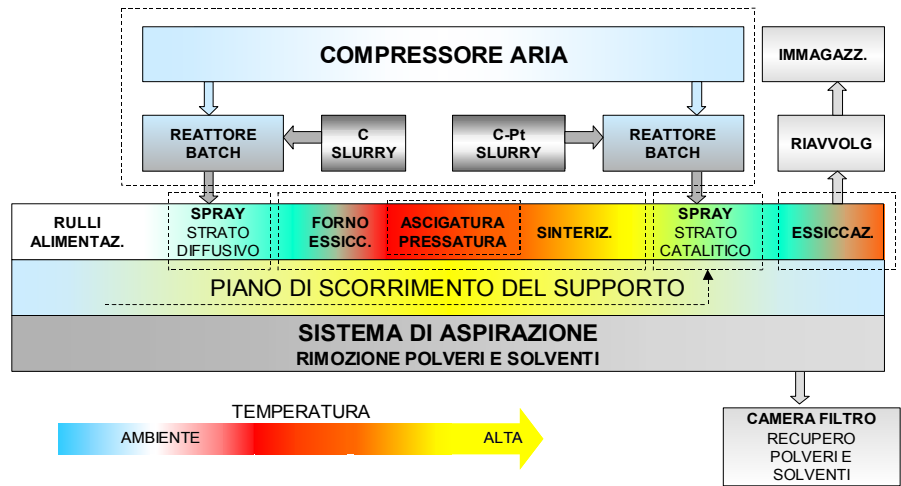 COMPRESSORE ARIA
IMMAGAZZ.
REATTORE
BATCH
C
SLURRY
C-Pt
SLURRY
REATTORE
BATCH
RIAVVOLG
RULLI
ALIMENTAZ.
SPRAY
STRATO
DIFFUSIVO
FORNO
ESSICC.
ASCIGATURA
PRESSATURA
SINTERIZ.
SPRAY
STRATO
CATALITICO
ESSICCAZ.
PIANO DI SCORRIMENTO DEL SUPPORTO
SISTEMA DI ASPIRAZIONE
RIMOZIONE POLVERI E SOLVENTI
TEMPERATURA
AMBIENTE
ALTA
CAMERA FILTRO
RECUPERO
POLVERI E
SOLVENTI